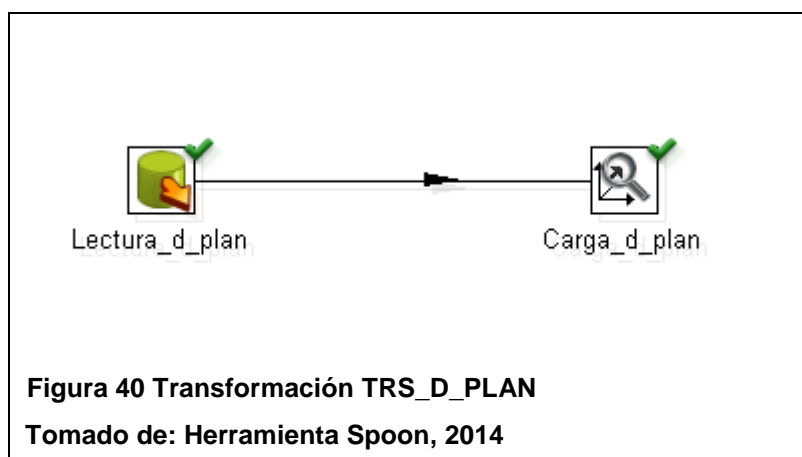 Lectura_d_plan
Carga_d_plan
Figura 40 Transformación TRS_D_PLAN
Tomado de: Herramienta Spoon, 2014